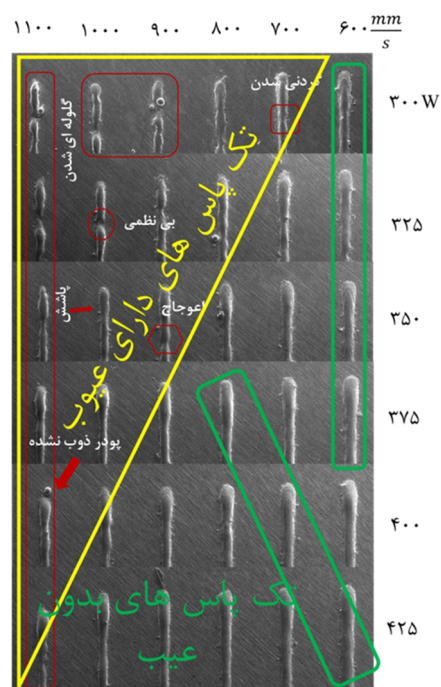 ۱۱۰۰ ۱۰۰۰ ۹۰۰ ۸۰۰ ۷۰۰ ۶۰۰ mm/s
۳۰۰W
۳۲۵
۳۵۰
۳۷۵
۴۰۰
۴۲۵
گردنی شدن
گلوله ای شدن
بی نظمی
پاشش
اعوجاج
پودر ذوب نشده
تک پاس های دارای عیوب
تک پاس های بدون
عیب